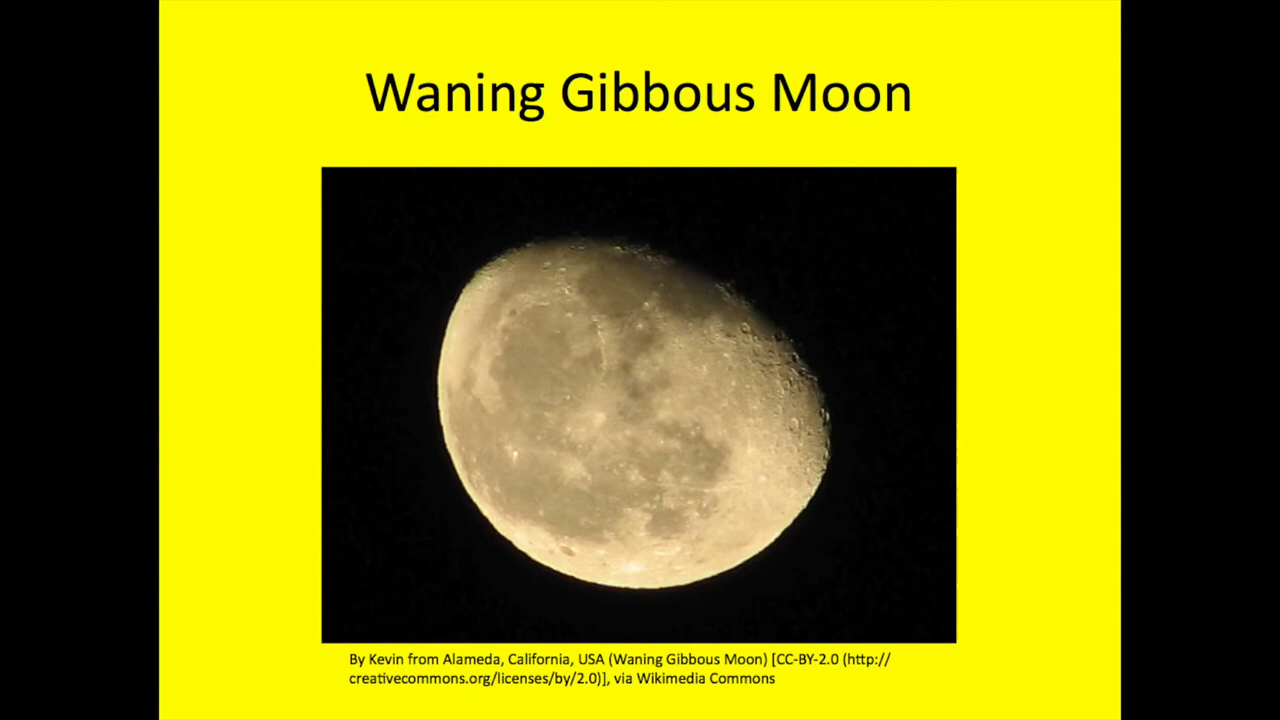 Waning Gibbous Moon
By Kevin from Alameda, California, USA (Waning Gibbous Moon) [CC-BY-2.0 (http://
creativecommons.org/licenses/by/2.0)], via Wikimedia Commons